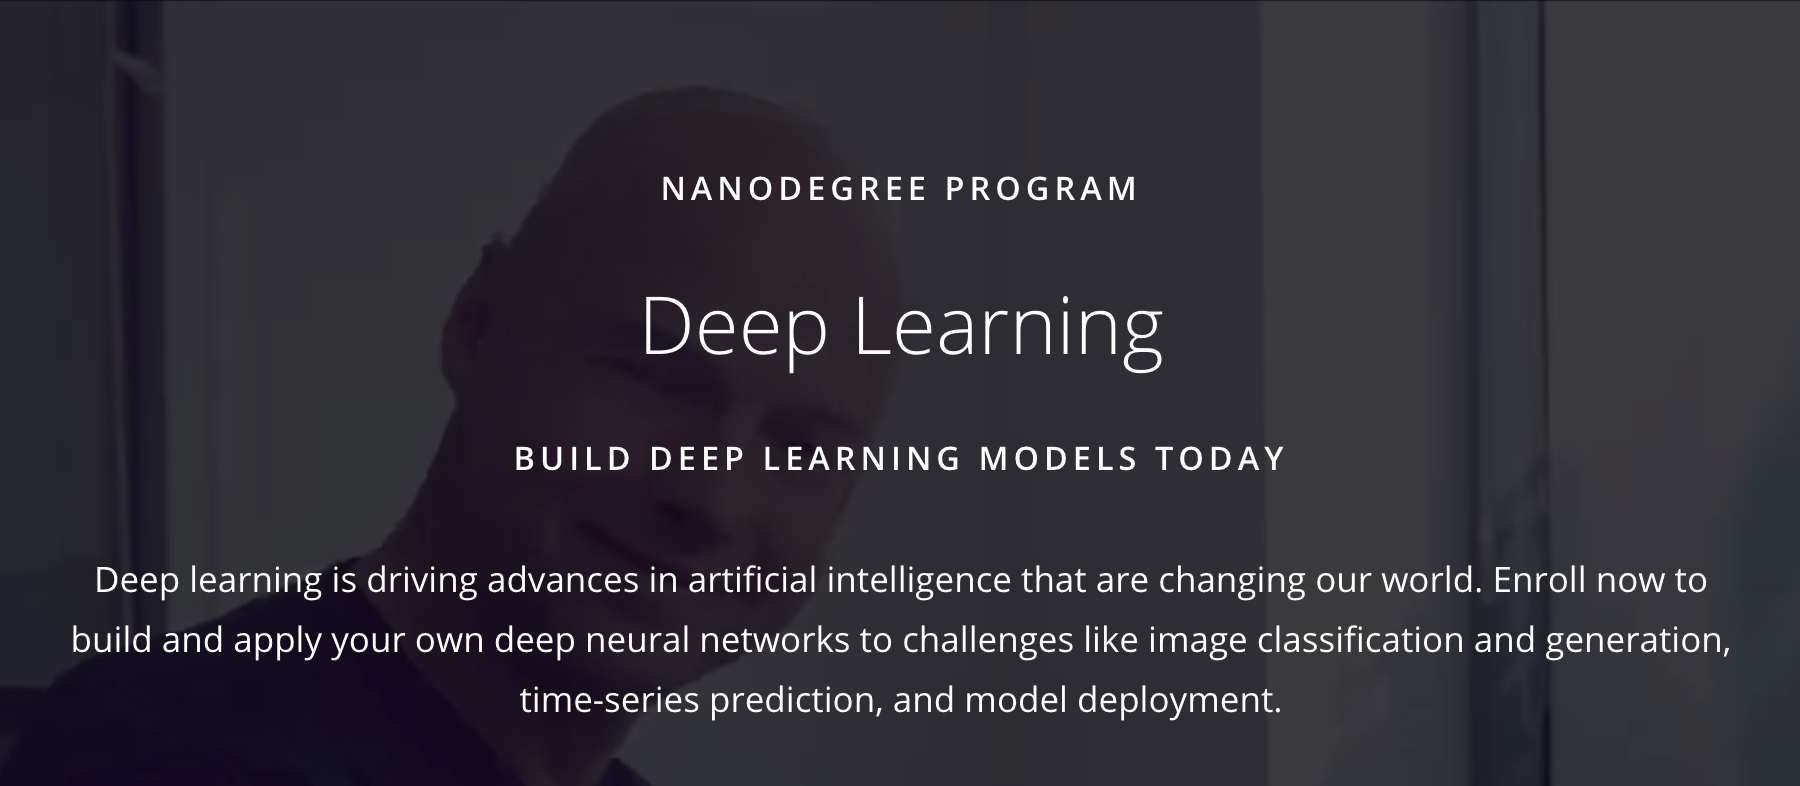 NANODEGREE PROGRAM
Deep Learning
BUILD DEEP LEARNING MODELS TODAY
Deep learning is driving advances in artificial intelligence that are changing our world. Enroll now to
build and apply your own deep neural networks to challenges like image classification and generation,
time-series prediction, and model deployment.